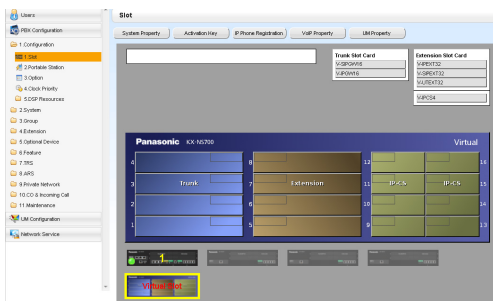 Users
PBX Configuration
1.Configuration
1.Slot
2.Portable Station
3.Option
4.Clock Priority
5.DSP Resources
2.System
3.Group
4.Extension
5.Optional Device
6.Feature
7.TRS
8.ARS
9.Private Network
10.CO & Incoming Call
11.Maintenance
UM Configuration
Network Service
Slot
System Property
Activation Key
IP Phone Registration
VoIP Property
UM Property
Trunk Slot Card
V-SIPGW16
V-IPGW16
Extension Slot Card
V-IPEXT32
V-SIPEXT32
V-UTEXT32
V-IPCS4
Panasonic KX-NS700 Virtual
4 8 12 16
3 Trunk 7 Extension 11 IP-CS IP-CS 15
2 6 10 14
1 5 9 13
1
Virtual Slot